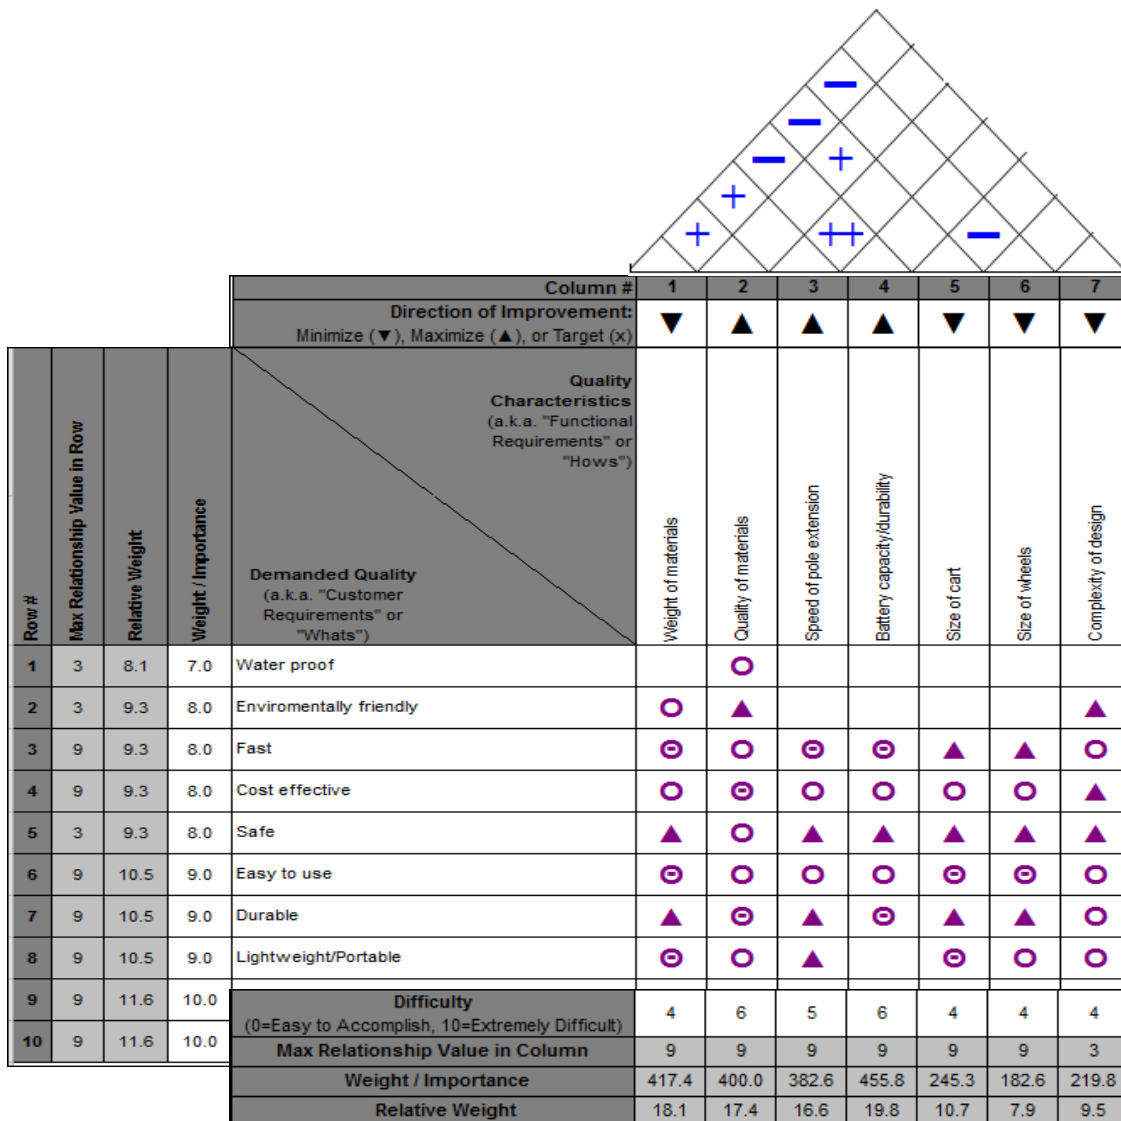 − 
− 
− +
+
+ ++ −
Column # 1 2 3 4 5 6 7
Direction of Improvement: ▼ ▲ ▲ ▲ ▼ ▼ ▼
Minimize (▼), Maximize (▲), or Target (x)
Row #
Max Relationship Value in Row
Relative Weight
Weight / Importance
Quality
Characteristics
(a.k.a. "Functional
Requirements" or
"Hows")
Demanded Quality
(a.k.a. "Customer
Requirements" or
"Whats")
Weight of materials
Quality of materials
Speed of pole extension
Battery capacity/durability
Size of cart
Size of wheels
Complexity of design
1 3 8.1 7.0 Water proof Ο
2 3 9.3 8.0 Enviromentally friendly Ο ▲ ▲
3 9 9.3 8.0 Fast Θ Ο Θ Θ ▲ ▲ Ο
4 9 9.3 8.0 Cost effective Ο Θ Ο Ο Ο Ο ▲
5 3 9.3 8.0 Safe ▲ Ο ▲ ▲ ▲ ▲ ▲
6 9 10.5 9.0 Easy to use Θ Ο Ο Ο Θ Θ Ο
7 9 10.5 9.0 Durable ▲ Θ ▲ Θ ▲ ▲ Ο
8 9 10.5 9.0 Lightweight/Portable Θ Ο ▲ Θ Ο Ο
9 9 11.6 10.0
10 9 11.6 10.0
Difficulty
(0=Easy to Accomplish, 10=Extremely Difficult) 4 6 5 6 4 4 4
Max Relationship Value in Column 9 9 9 9 9 9 3
Weight / Importance 417.4 400.0 382.6 455.8 245.3 182.6 219.8
Relative Weight 18.1 17.4 16.6 19.8 10.7 7.9 9.5